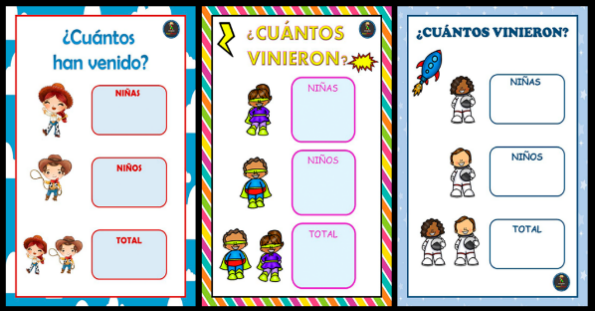 ¿Cuántos
han venido?
NIÑAS
NIÑOS
TOTAL
¿CUÁNTOS
VINIERON?
NIÑAS
NIÑOS
TOTAL
¿CUÁNTOS VINIERON?
NIÑAS
NIÑOS
TOTAL